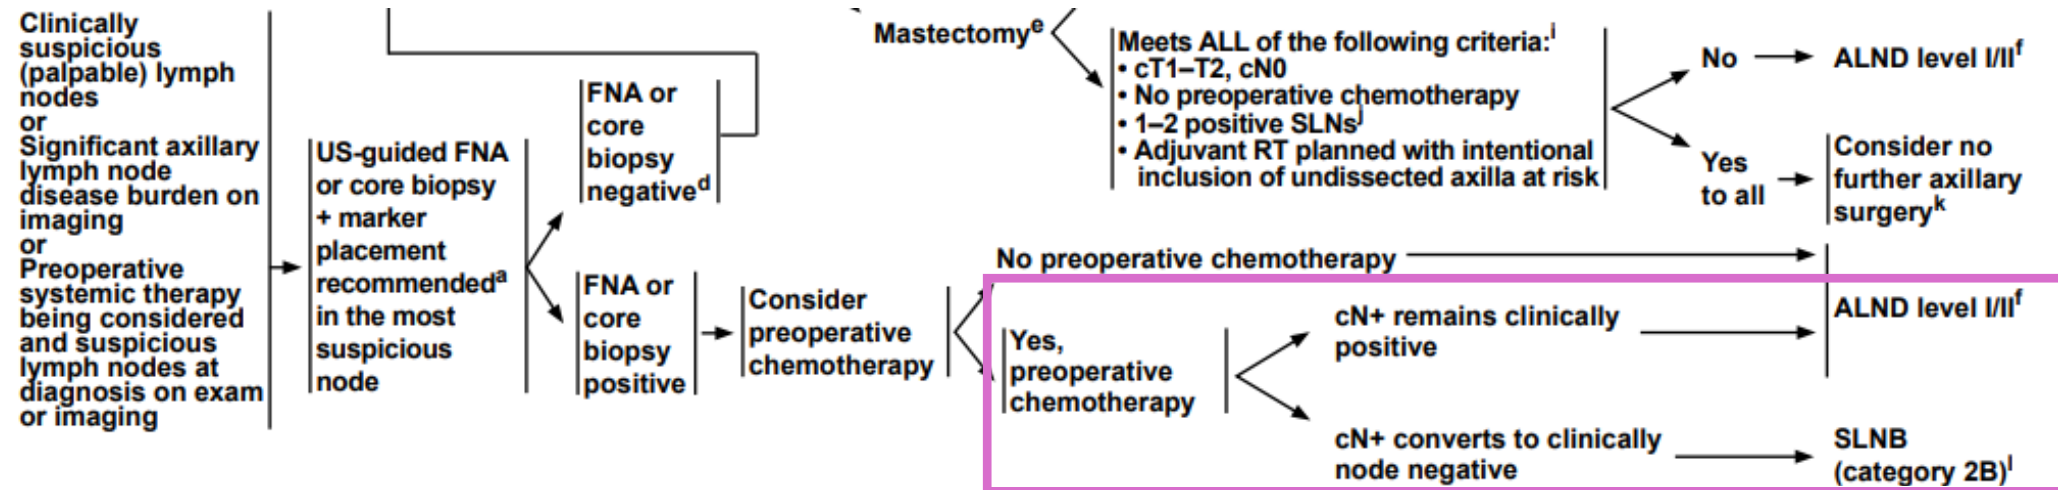 Clinically
suspicious
(palpable) lymph
nodes
or
Significant axillary
lymph node
disease burden on
imaging
or
Preoperative
systemic therapy
being considered
and suspicious
lymph nodes at
diagnosis on exam
or imaging
US-guided FNA
or core biopsy
+ marker
placement
recommendedᵃ
in the most
suspicious
node
FNA or
core
biopsy
negativeᵈ
FNA or
core
biopsy
positive
Mastectomyᵉ
Meets ALL of the following criteria:ⁱ
• cT1–T2, cN0
• No preoperative chemotherapy
• 1–2 positive SLNsʲ
• Adjuvant RT planned with intentional
inclusion of undissected axilla at risk
No
ALND level I/IIᶠ
Yes
to all
Consider no
further axillary
surgeryᵏ
Consider
preoperative
chemotherapy
No preoperative chemotherapy
Yes,
preoperative
chemotherapy
cN+ remains clinically
positive
ALND level I/IIᶠ
cN+ converts to clinically
node negative
SLNB
(category 2B)ˡ